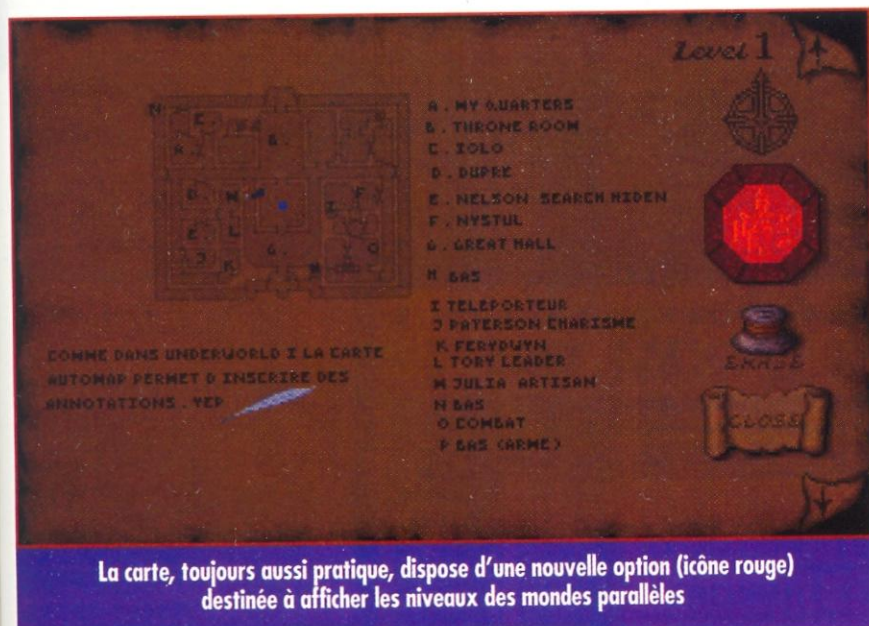 Level 1
A . MY QUARTERS
B . THRONE ROOM
C . IOLO
D . DUPRE
E . NELSON SEARCH HIDEN
F . NYSTUL
G . GREAT HALL
H BAS
I TELEPORTEUR
J PATERSON CHARISME
K FERYDWYN
L TORY LEADER
M JULIA ARTISAN
N BAS
O COMBAT
P BAS (ARME)
COMME DANS UNDERWORLD I LA CARTE
AUTOMAP PERMET D INSCRIRE DES
ANNOTATIONS . YEP
ERASE
CLOSE
La carte, toujours aussi pratique, dispose d'une nouvelle option (icône rouge)
destinée à afficher les niveaux des mondes parallèles